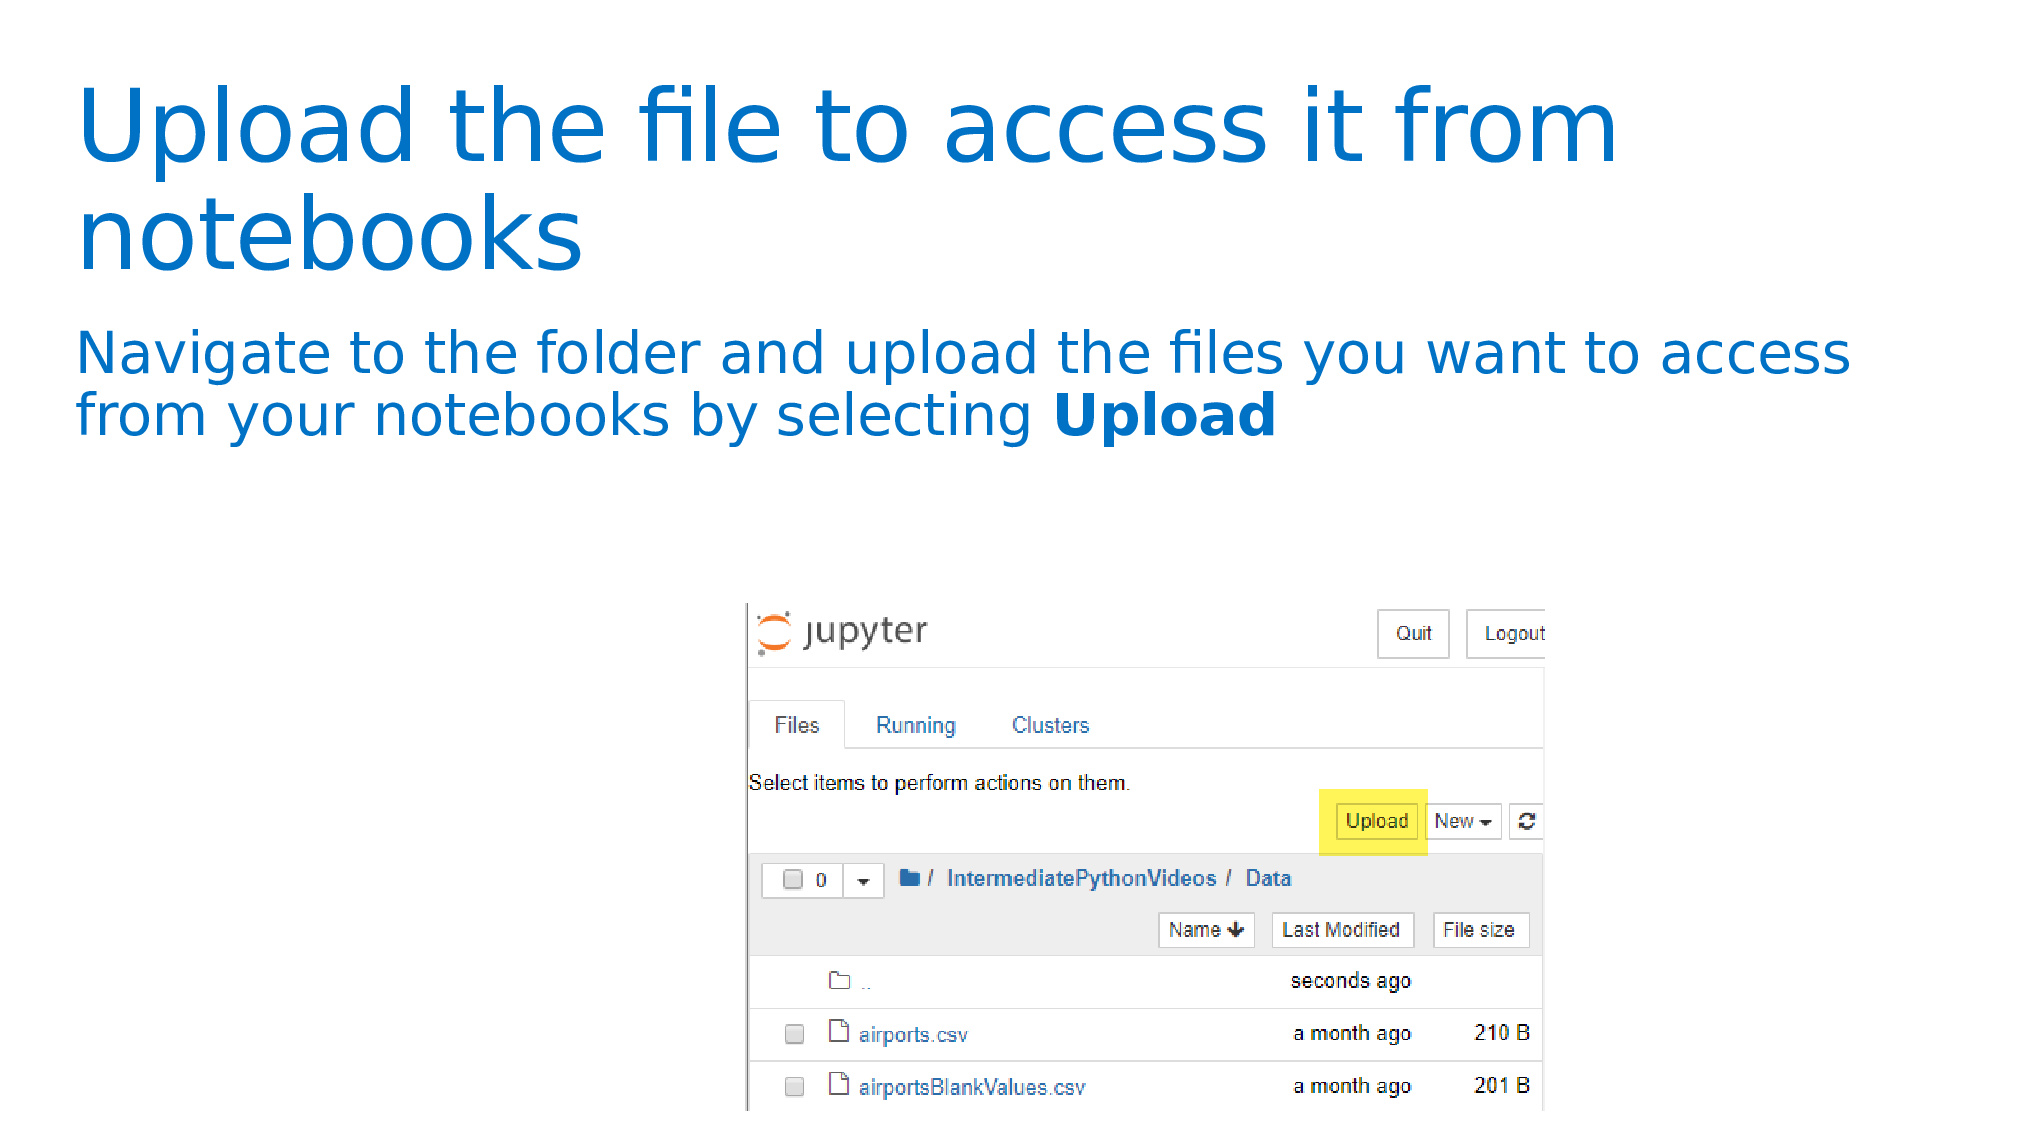 Upload the file to access it from
notebooks
Navigate to the folder and upload the files you want to access
from your notebooks by selecting Upload
jupyter
Quit
Logout
Files
Running
Clusters
Select items to perform actions on them.
Upload
New
0
/ IntermediatePythonVideos / Data
Name
Last Modified
File size
..
seconds ago
airports.csv
a month ago
210 B
airportsBlankValues.csv
a month ago
201 B